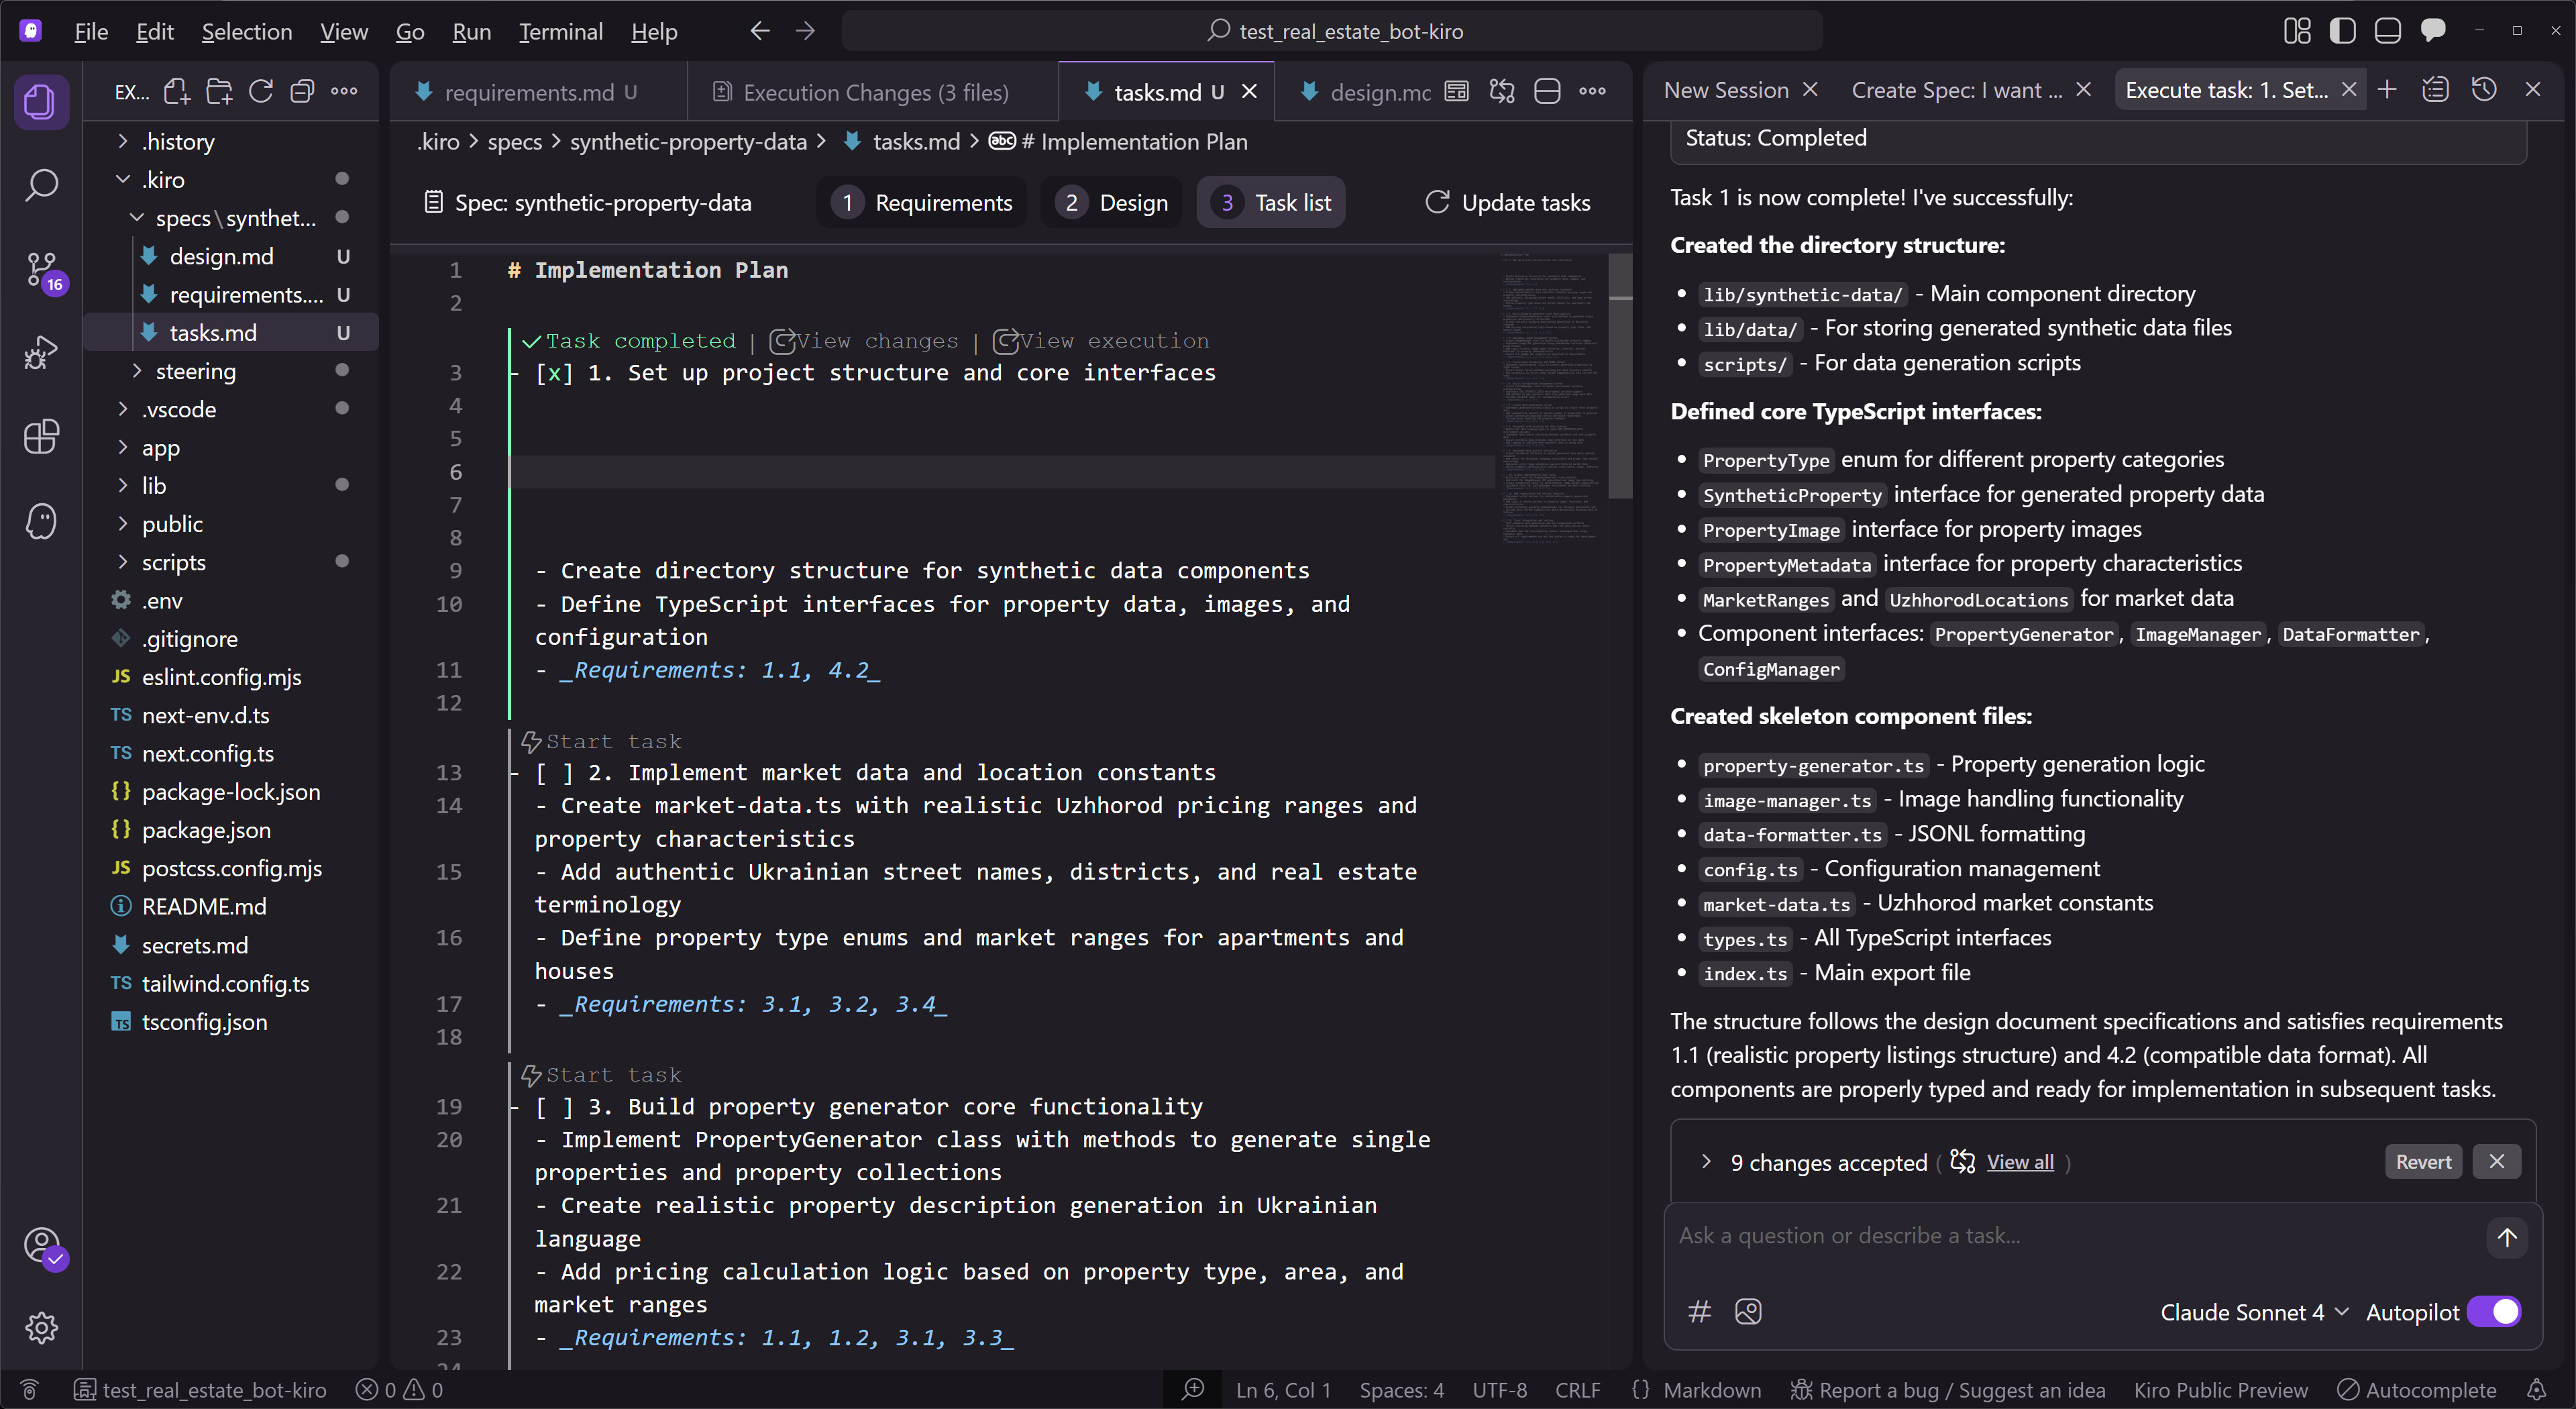 File Edit Selection View Go Run Terminal Help
test_real_estate_bot-kiro
EX...
.history
.kiro
specs\synthet...
design.md U
requirements.... U
tasks.md U
steering
.vscode
app
lib
public
scripts
.env
.gitignore
JS eslint.config.mjs
TS next-env.d.ts
TS next.config.ts
{} package-lock.json
{} package.json
JS postcss.config.mjs
README.md
secrets.md
TS tailwind.config.ts
TS tsconfig.json
16
requirements.md U
Execution Changes (3 files)
tasks.md U
design.mc
.kiro > specs > synthetic-property-data > tasks.md > abc # Implementation Plan
Spec: synthetic-property-data
1 Requirements
2 Design
3 Task list
Update tasks
1 # Implementation Plan
2
Task completed | View changes | View execution
3 - [x] 1. Set up project structure and core interfaces
4
5
6
7
8
9 - Create directory structure for synthetic data components
10 - Define TypeScript interfaces for property data, images, and
configuration
11 - _Requirements: 1.1, 4.2_
12
Start task
13 - [ ] 2. Implement market data and location constants
14 - Create market-data.ts with realistic Uzhhorod pricing ranges and
property characteristics
15 - Add authentic Ukrainian street names, districts, and real estate
terminology
16 - Define property type enums and market ranges for apartments and
houses
17 - _Requirements: 3.1, 3.2, 3.4_
18
Start task
19 - [ ] 3. Build property generator core functionality
20 - Implement PropertyGenerator class with methods to generate single
properties and property collections
21 - Create realistic property description generation in Ukrainian
language
22 - Add pricing calculation logic based on property type, area, and
market ranges
23 - _Requirements: 1.1, 1.2, 3.1, 3.3_
24
New Session
Create Spec: I want ...
Execute task: 1. Set...
Status: Completed
Task 1 is now complete! I've successfully:
Created the directory structure:
• lib/synthetic-data/ - Main component directory
• lib/data/ - For storing generated synthetic data files
• scripts/ - For data generation scripts
Defined core TypeScript interfaces:
• PropertyType enum for different property categories
• SyntheticProperty interface for generated property data
• PropertyImage interface for property images
• PropertyMetadata interface for property characteristics
• MarketRanges and UzhhorodLocations for market data
• Component interfaces: PropertyGenerator, ImageManager, DataFormatter,
ConfigManager
Created skeleton component files:
• property-generator.ts - Property generation logic
• image-manager.ts - Image handling functionality
• data-formatter.ts - JSONL formatting
• config.ts - Configuration management
• market-data.ts - Uzhhorod market constants
• types.ts - All TypeScript interfaces
• index.ts - Main export file
The structure follows the design document specifications and satisfies requirements
1.1 (realistic property listings structure) and 4.2 (compatible data format). All
components are properly typed and ready for implementation in subsequent tasks.
9 changes accepted ( View all )
Revert
Ask a question or describe a task...
Claude Sonnet 4
Autopilot
test_real_estate_bot-kiro
0 0
Ln 6, Col 1
Spaces: 4
UTF-8
CRLF
{} Markdown
Report a bug / Suggest an idea
Kiro Public Preview
Autocomplete